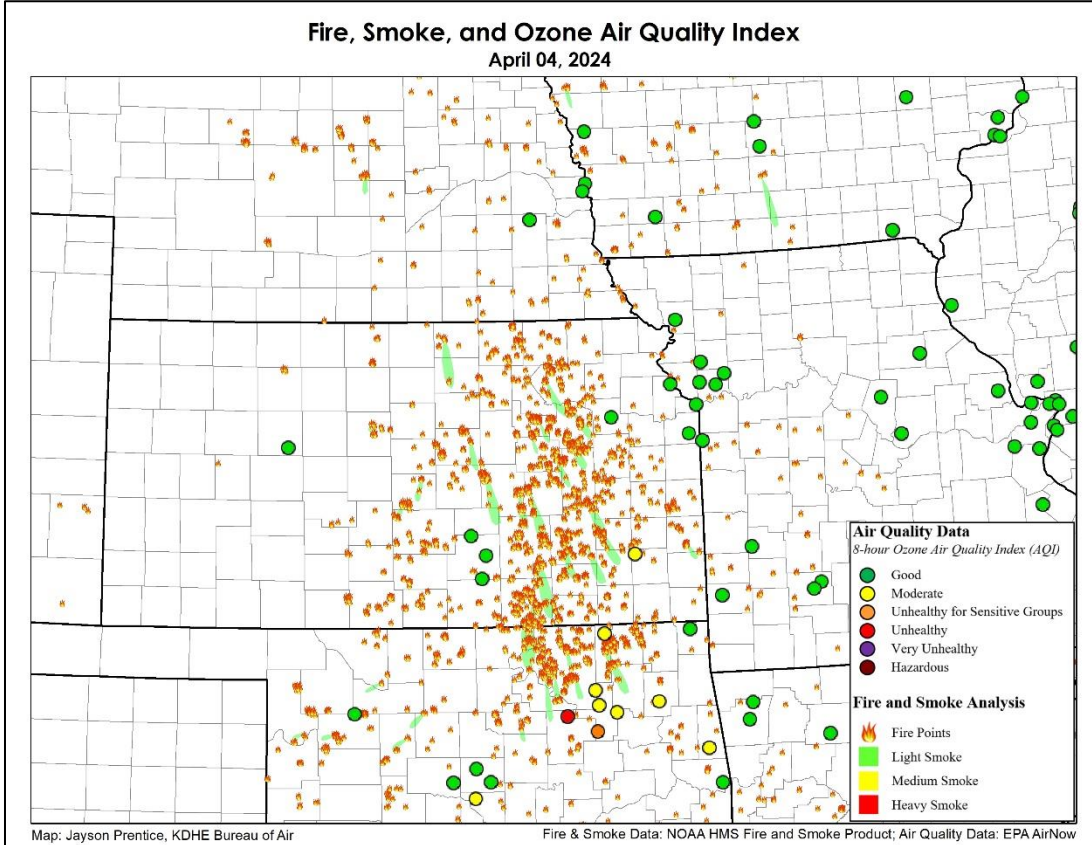 Fire, Smoke, and Ozone Air Quality Index
April 04, 2024
Air Quality Data
8-hour Ozone Air Quality Index (AQI)
Good
Moderate
Unhealthy for Sensitive Groups
Unhealthy
Very Unhealthy
Hazardous
Fire and Smoke Analysis
Fire Points
Light Smoke
Medium Smoke
Heavy Smoke
Map: Jayson Prentice, KDHE Bureau of Air
Fire & Smoke Data: NOAA HMS Fire and Smoke Product; Air Quality Data: EPA AirNow